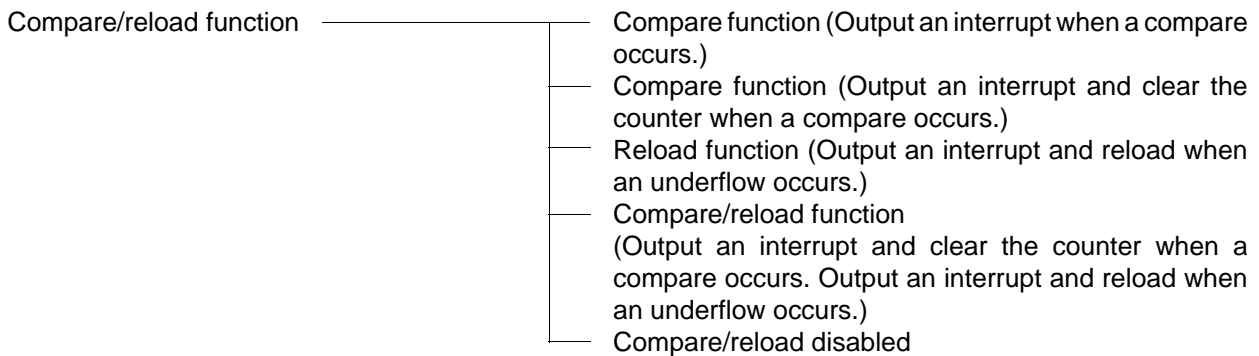 Compare/reload function
Compare function (Output an interrupt when a compare
occurs.)
Compare function (Output an interrupt and clear the
counter when a compare occurs.)
Reload function (Output an interrupt and reload when
an underflow occurs.)
Compare/reload function
(Output an interrupt and clear the counter when a
compare occurs. Output an interrupt and reload when
an underflow occurs.)
Compare/reload disabled